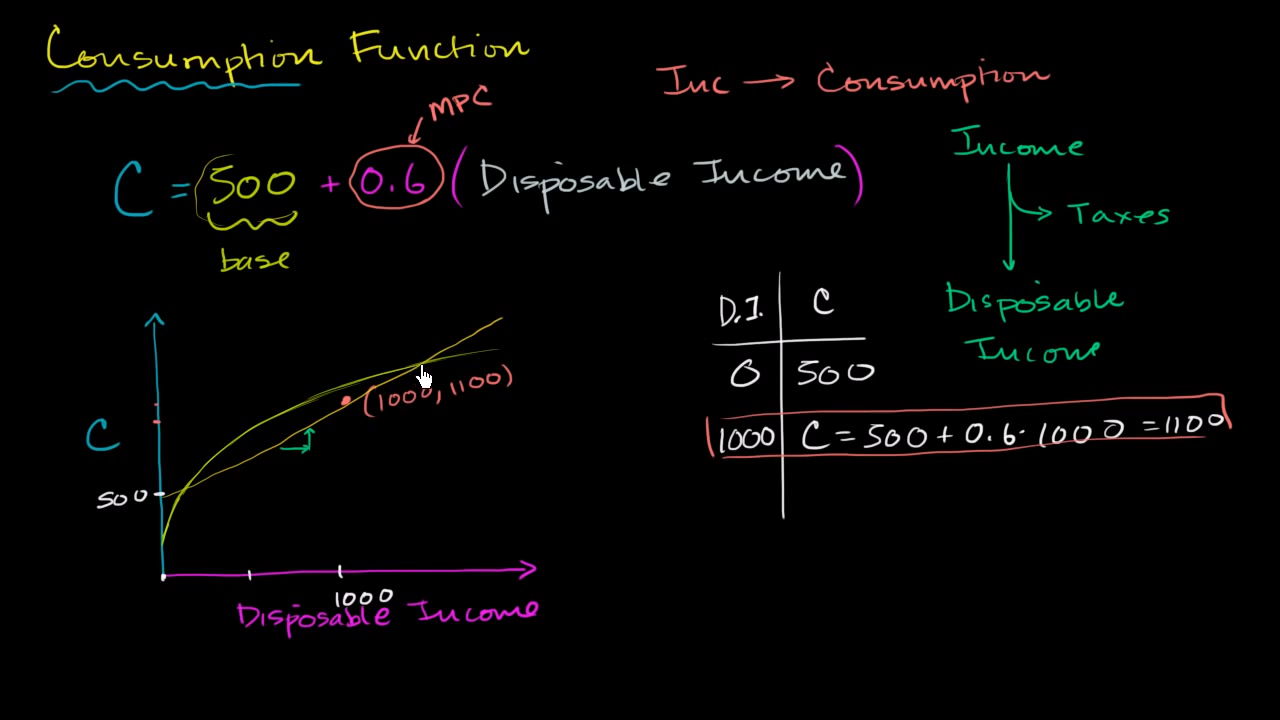 Consumption Function
Inc → Consumption
MPC
C = 500 + 0.6 (Disposable Income)
base
Income
Taxes
Disposable
Income
D.I. C
0 500
1000 C = 500 + 0.6 · 1000 = 1100
C
500
(1000, 1100)
1000
Disposable Income